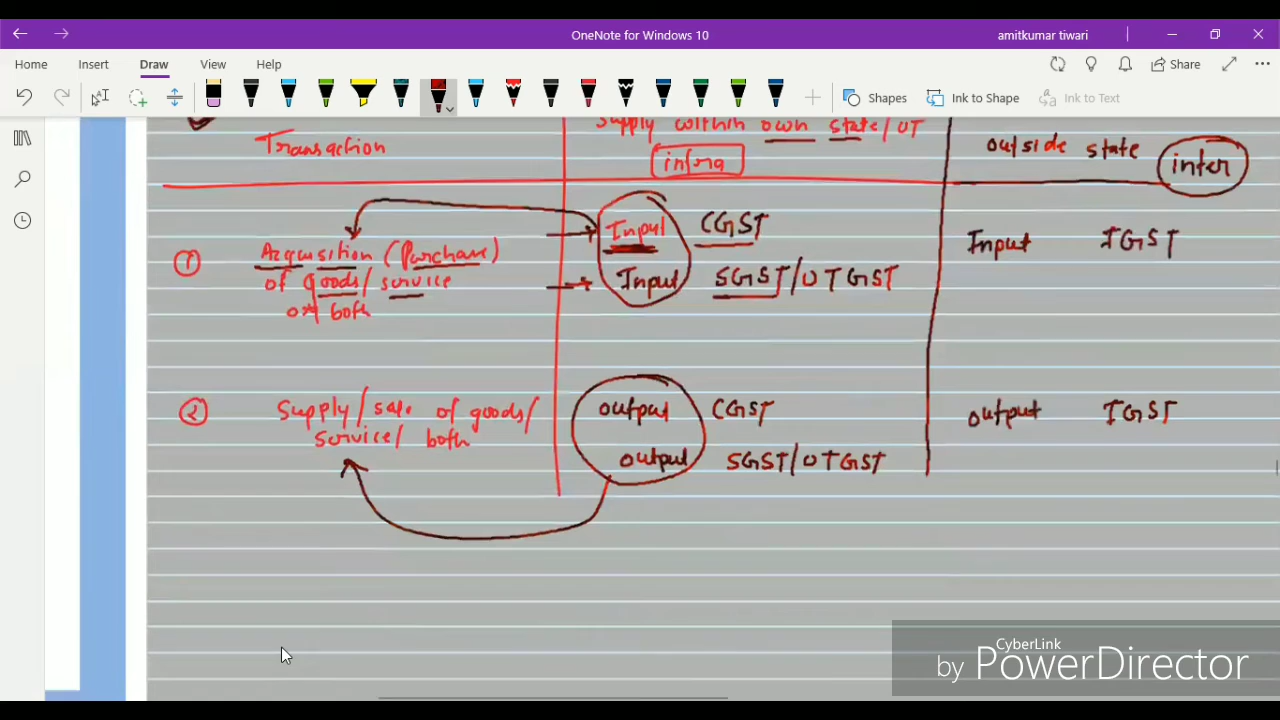 OneNote for Windows 10
amitkumar tiwari
Home Insert Draw View Help
Share
Shapes Ink to Shape Ink to Text
Transaction
Supply within own state/UT
intra
outside state inter
① Acquisition (Purchase)
of goods/service
or both
Input CGST
Input SGST/UTGST
Input IGST
② Supply/sale of goods/
service/ both
output CGST
output SGST/UTGST
output IGST
CyberLink
by PowerDirector